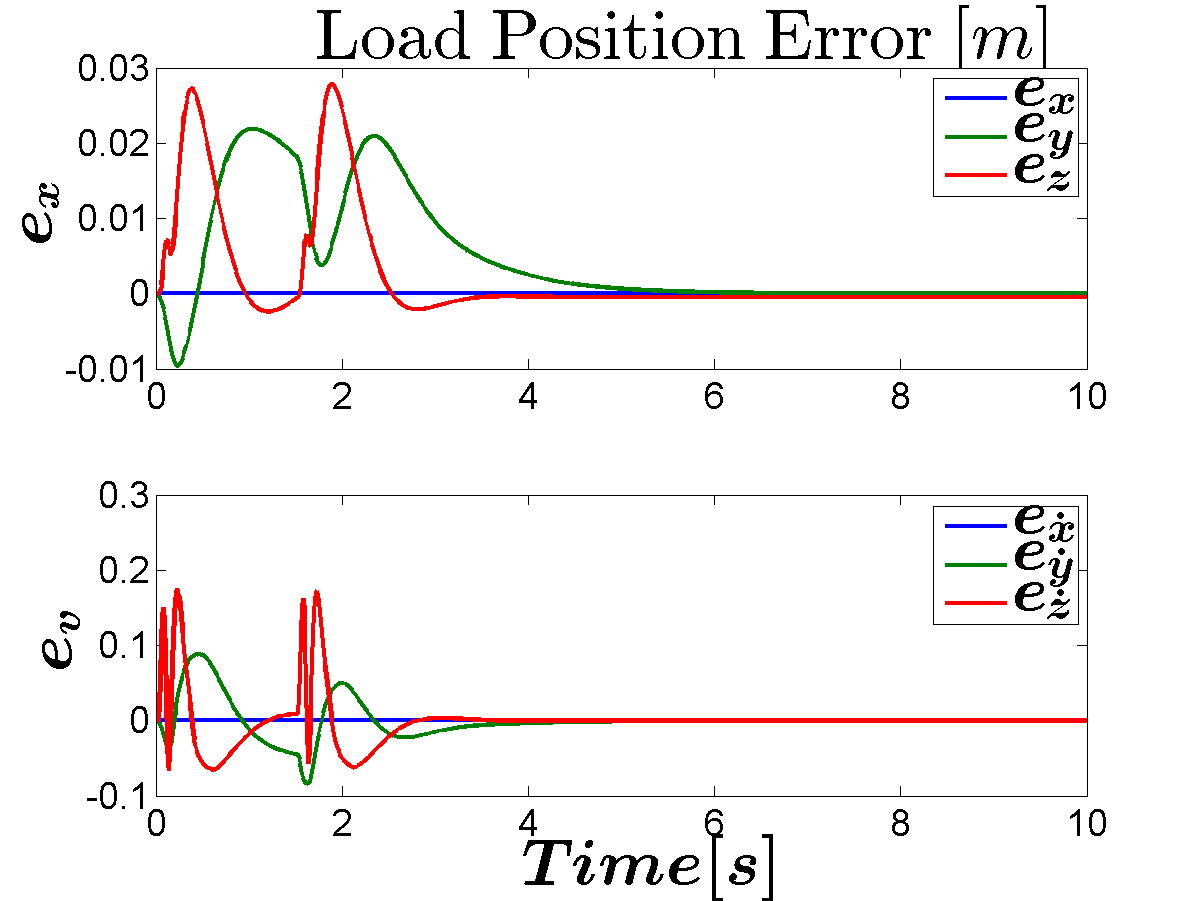 Load Position Error [m]
0.03
0.02
0.01
0
-0.01
e_x
e_x
e_y
e_z
0 2 4 6 8 10
0.3
0.2
0.1
0
-0.1
e_v
e_ẋ
e_ẏ
e_ż
0 2 4 6 8 10
Time[s]